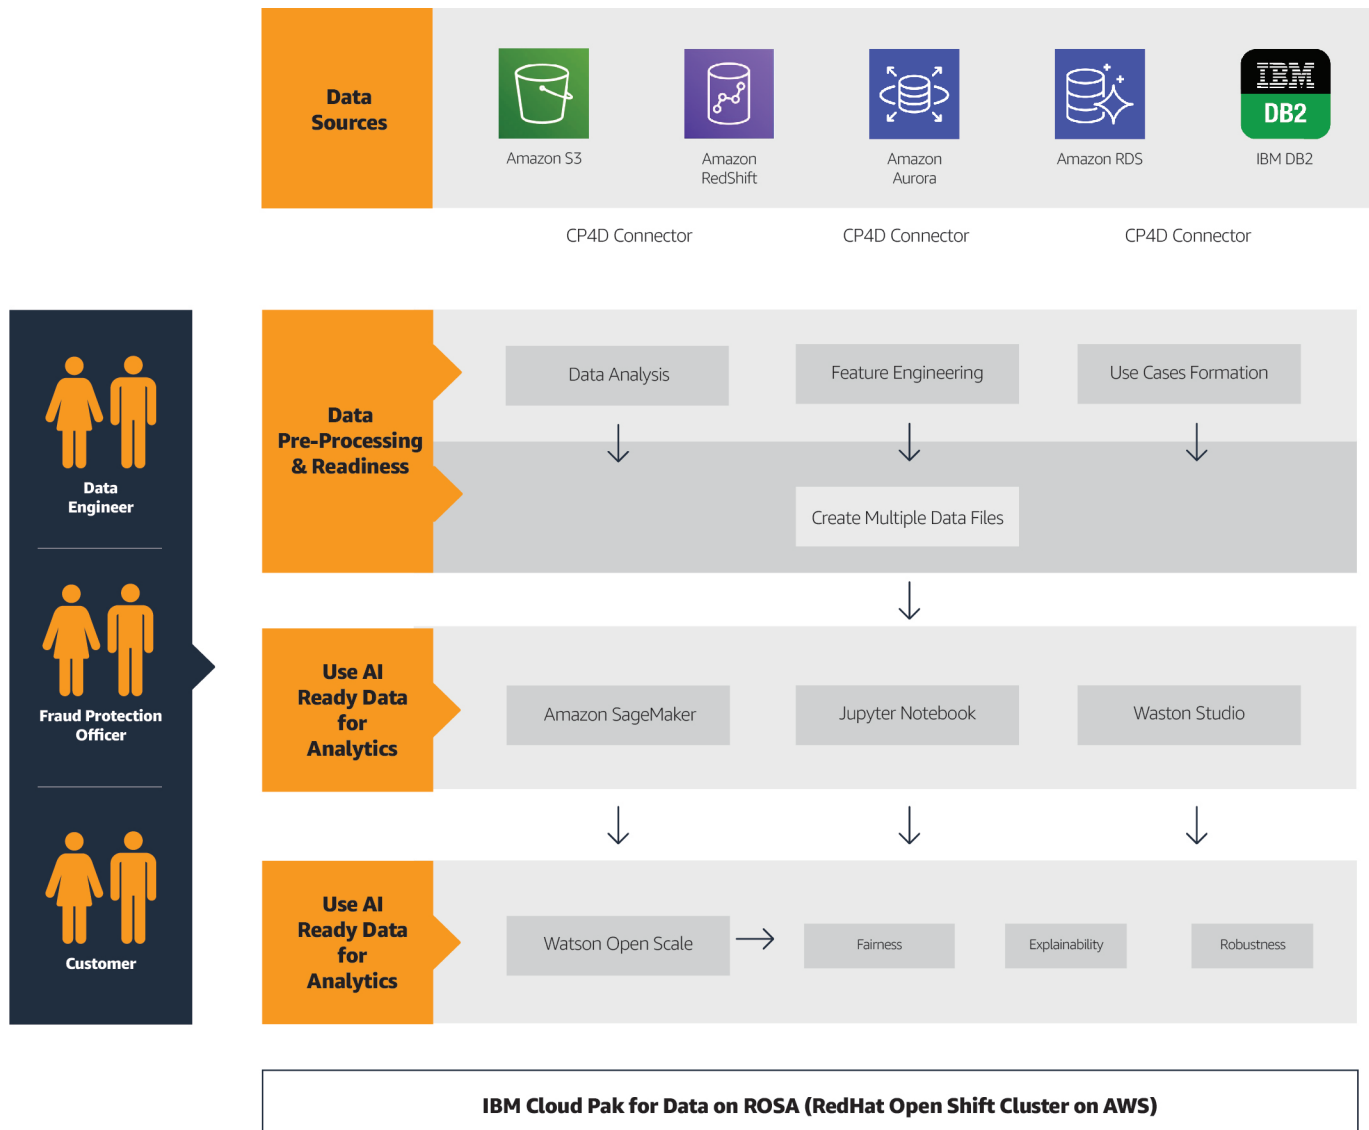 Data
Sources
IBM
DB2
Amazon S3
Amazon
RedShift
Amazon
Aurora
Amazon RDS
IBM DB2
CP4D Connector
CP4D Connector
CP4D Connector
Data
Engineer
Fraud Protection
Officer
Customer
Data
Pre-Processing
& Readiness
Data Analysis
Feature Engineering
Use Cases Formation
Create Multiple Data Files
Use AI
Ready Data
for
Analytics
Amazon SageMaker
Jupyter Notebook
Waston Studio
Use AI
Ready Data
for
Analytics
Watson Open Scale
Fairness
Explainability
Robustness
IBM Cloud Pak for Data on ROSA (RedHat Open Shift Cluster on AWS)